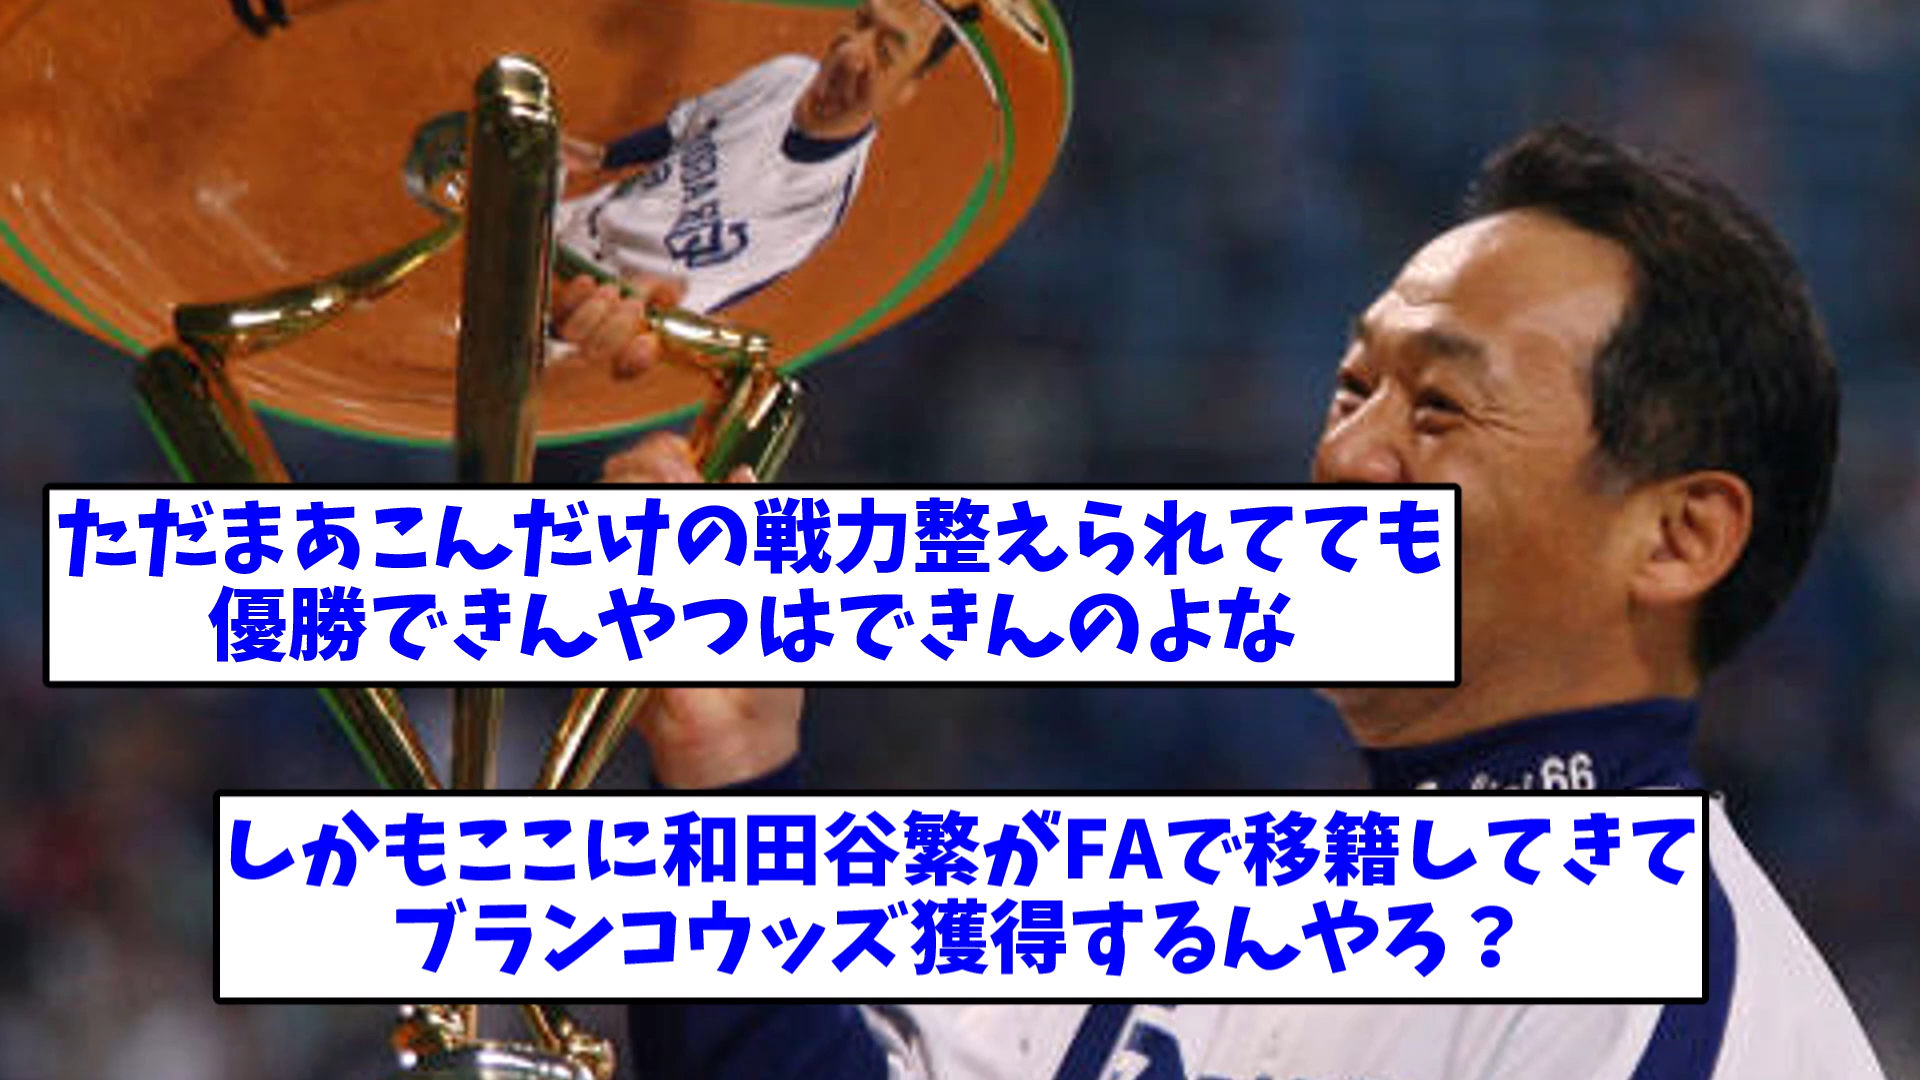 ただまあこんだけの戦力整えられてても
優勝できんやつはできんのよな
66
しかもここに和田谷繁がFAで移籍してきて
ブランコウッズ獲得するんやろ？